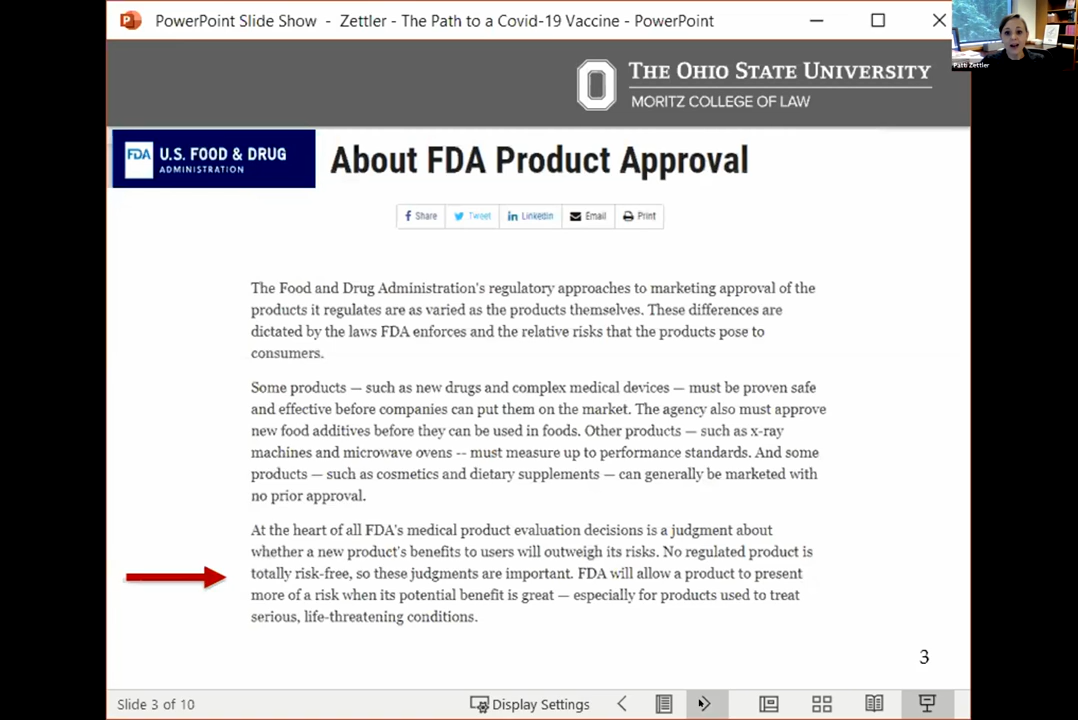 PowerPoint Slide Show - Zettler - The Path to a Covid-19 Vaccine - PowerPoint
Patti Zettler
THE OHIO STATE UNIVERSITY
MORITZ COLLEGE OF LAW
FDA U.S. FOOD & DRUG
ADMINISTRATION
About FDA Product Approval
Share Tweet Linkedin Email Print
The Food and Drug Administration's regulatory approaches to marketing approval of the
products it regulates are as varied as the products themselves. These differences are
dictated by the laws FDA enforces and the relative risks that the products pose to
consumers.
Some products — such as new drugs and complex medical devices — must be proven safe
and effective before companies can put them on the market. The agency also must approve
new food additives before they can be used in foods. Other products — such as x-ray
machines and microwave ovens -- must measure up to performance standards. And some
products — such as cosmetics and dietary supplements — can generally be marketed with
no prior approval.
At the heart of all FDA's medical product evaluation decisions is a judgment about
whether a new product's benefits to users will outweigh its risks. No regulated product is
totally risk-free, so these judgments are important. FDA will allow a product to present
more of a risk when its potential benefit is great — especially for products used to treat
serious, life-threatening conditions.
3
Slide 3 of 10
Display Settings